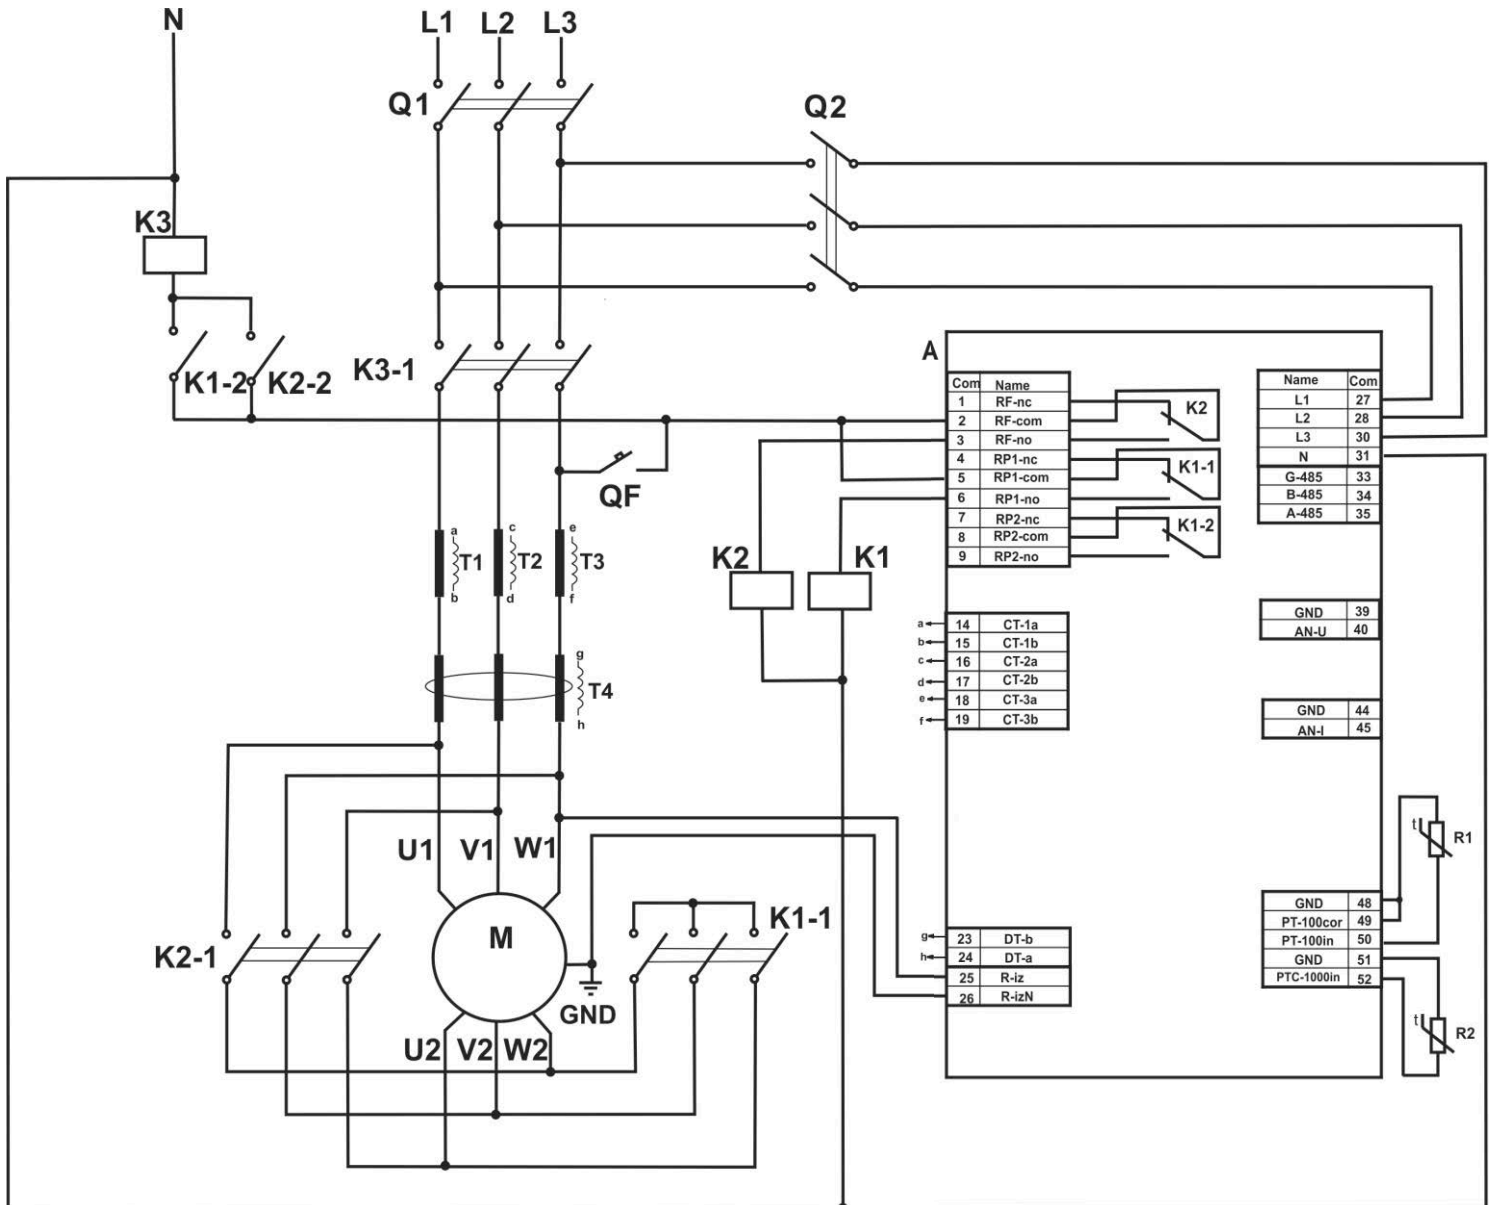 N
L1 L2 L3
Q1
Q2
K3
K1-2 K2-2
K3-1
QF
a
b
T1
c
d
T2
e
f
T3
g
h
T4
K2
K1
A
Com Name
1 RF-nc
2 RF-com
3 RF-no
4 RP1-nc
5 RP1-com
6 RP1-no
7 RP2-nc
8 RP2-com
9 RP2-no
K2
K1-1
K1-2
Name Com
L1 27
L2 28
L3 30
N 31
G-485 33
B-485 34
A-485 35
a 14 CT-1a
b 15 CT-1b
c 16 CT-2a
d 17 CT-2b
e 18 CT-3a
f 19 CT-3b
GND 39
AN-U 40
GND 44
AN-I 45
U1 V1 W1
M
K2-1
K1-1
GND
U2 V2 W2
g 23 DT-b
h 24 DT-a
25 R-iz
26 R-izN
GND 48
PT-100cor 49
PT-100in 50
GND 51
PTC-1000in 52
t R1
t R2